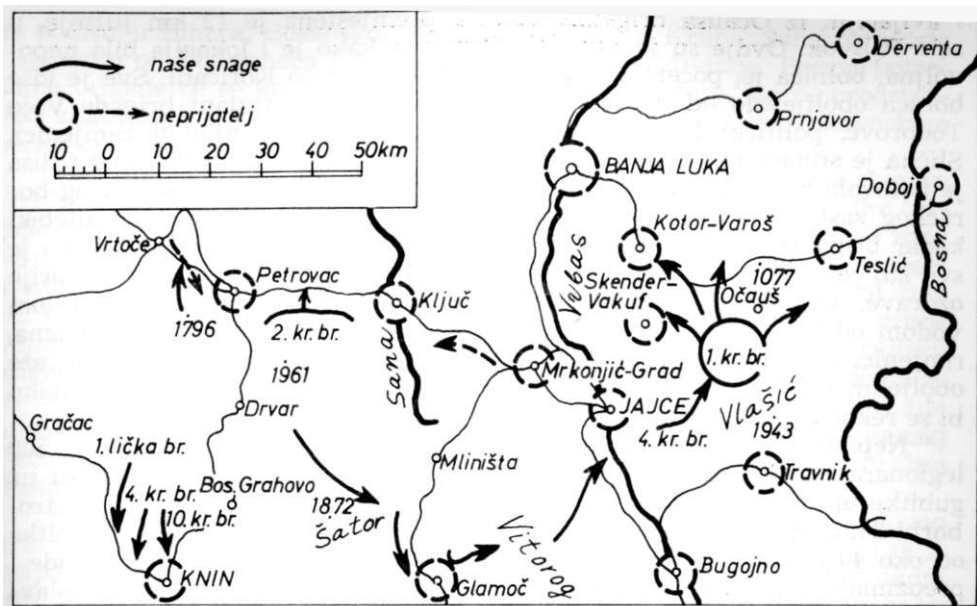 naše snage
neprijatelj
10 0 10 20 30 40 50km
Derventa
Prnjavor
BANJA LUKA
Doboj
Bosna
Kotor-Varoš
Teslić
Vrtoče
Petrovac
Ključ
Vrbas
Skender-
Vakuf
1077
Očauš
1796
2. kr. br.
Sana
Mrkonjić-Grad
1. kr. br.
1961
Drvar
JAJCE
4. kr. br.
Vlašić
1943
Gračac
1. lička br.
Mliništa
Travnik
4. kr. br.
10. kr. br.
Bos. Grahovo
1872
Šator
Vitorog
KNIN
Glamoč
Bugojno